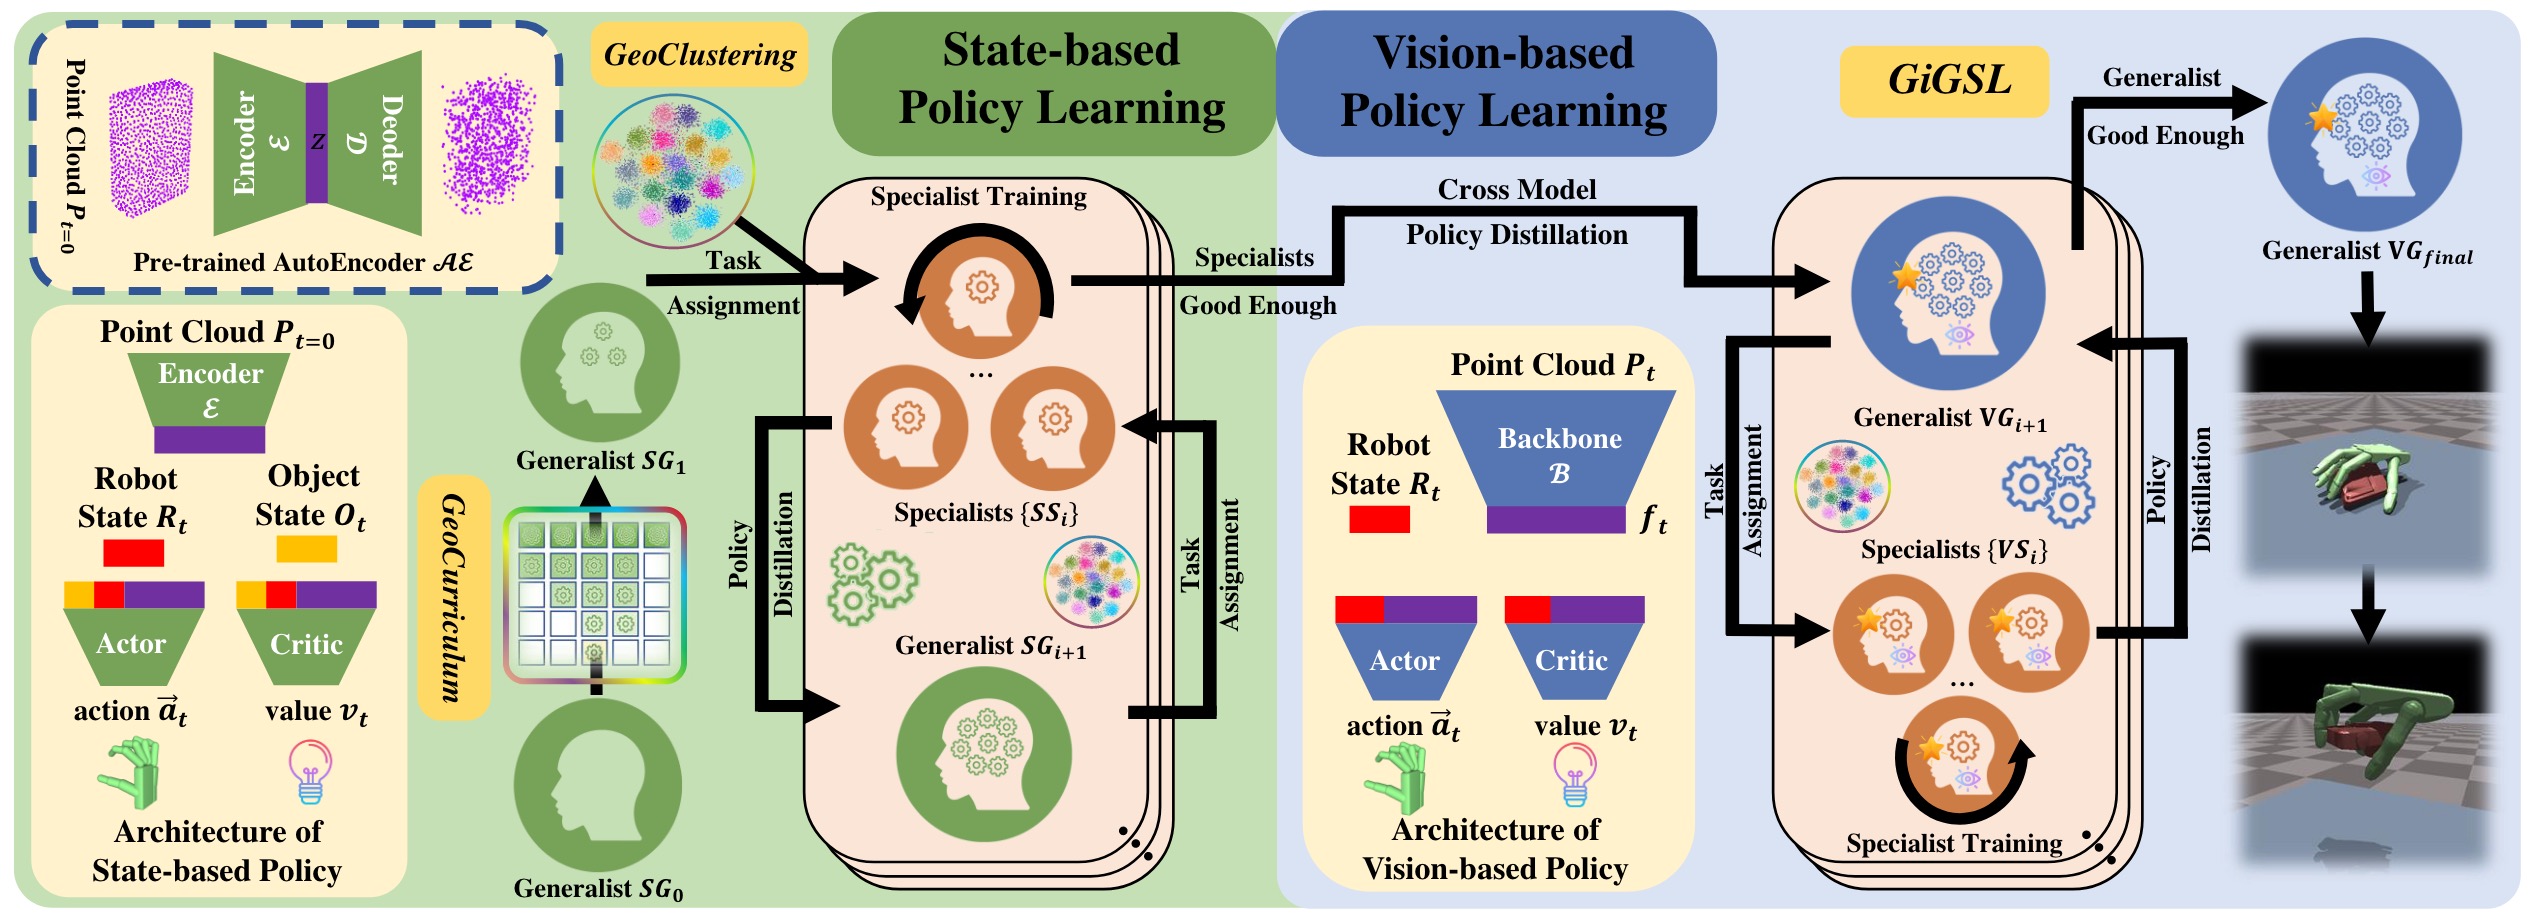 Point Cloud P_{t=0}
Encoder
ℰ
Z
𝒟
Deoder
Pre-trained AutoEncoder 𝒜ℰ
Point Cloud P_{t=0}
Encoder
ℰ
Robot
State R_t
Object
State O_t
Actor
Critic
action \vec{a}_t
value v_t
Architecture of
State-based Policy
GeoClustering
State-based
Policy Learning
Task
Assignment
Generalist SG_1
GeoCurriculum
Generalist SG_0
Specialist Training
...
Specialists {SS_i}
Policy
Distillation
Task
Assignment
Generalist SG_{i+1}
Specialists
Good Enough
Vision-based
Policy Learning
Cross Model
Policy Distillation
Point Cloud P_t
Backbone
ℬ
Robot
State R_t
f_t
Actor
Critic
action \vec{a}_t
value v_t
Architecture of
Vision-based Policy
GiGSL
Generalist VG_{i+1}
Task
Assignment
Policy
Distillation
Specialists {VS_i}
...
Specialist Training
Generalist
Good Enough
Generalist VG_{final}